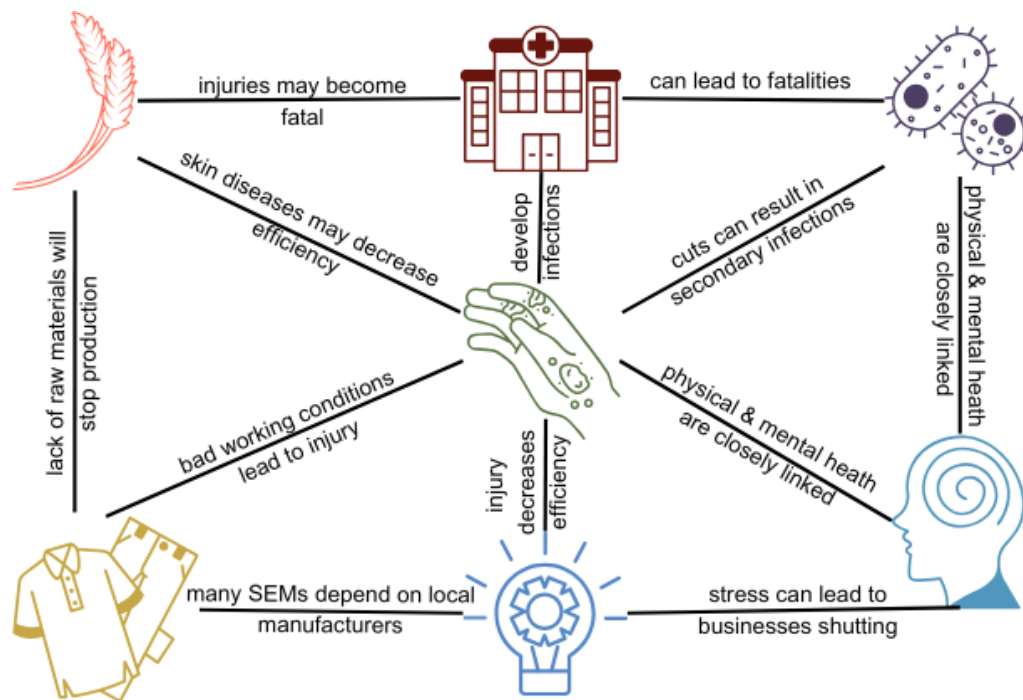 injuries may become
fatal
can lead to fatalities
skin diseases may decrease
efficiency
develop
infections
cuts can result in
secondary infections
physical & mental heath
are closely linked
lack of raw materials will
stop production
bad working conditions
lead to injury
physical & mental heath
are closely linked
injury
decreases
efficiency
many SEMs depend on local
manufacturers
stress can lead to
businesses shutting